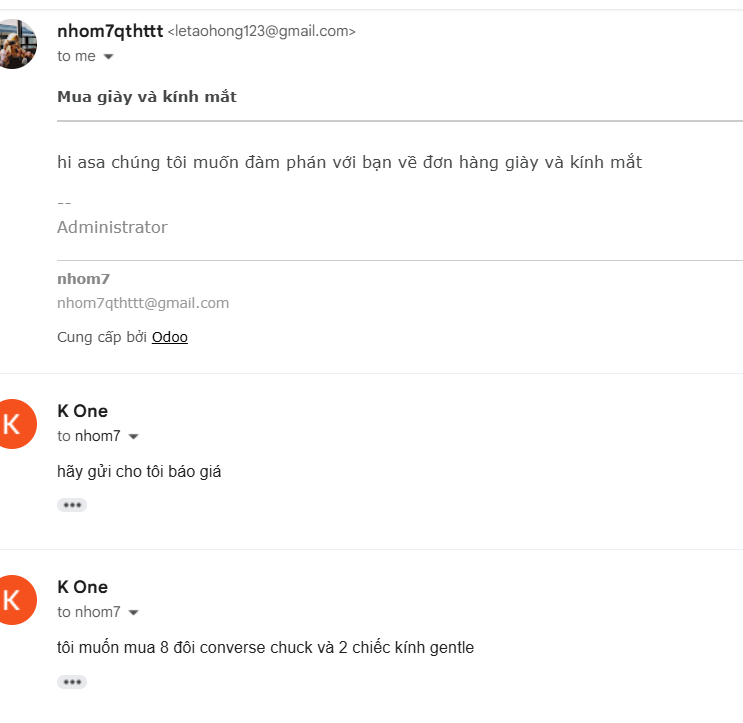 nhom7qthttt <letaohong123@gmail.com>
to me
Mua giày và kính mắt
hi asa chúng tôi muốn đàm phán với bạn về đơn hàng giày và kính mắt
--
Administrator
nhom7
nhom7qthttt@gmail.com
Cung cấp bởi Odoo
K
K One
to nhom7
hãy gửi cho tôi báo giá
K
K One
to nhom7
tôi muốn mua 8 đôi converse chuck và 2 chiếc kính gentle